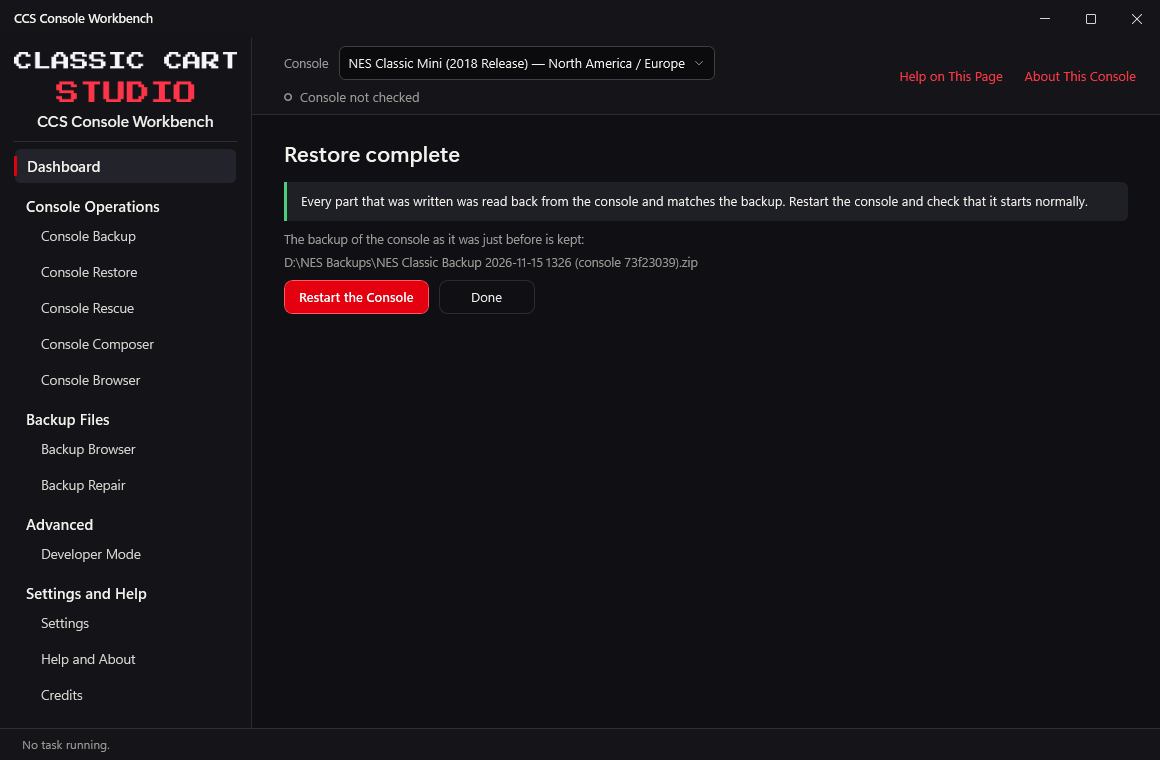 CCS Console Workbench
CLASSIC CART
STUDIO
CCS Console Workbench
Dashboard
Console Operations
Console Backup
Console Restore
Console Rescue
Console Composer
Console Browser
Backup Files
Backup Browser
Backup Repair
Advanced
Developer Mode
Settings and Help
Settings
Help and About
Credits
Console NES Classic Mini (2018 Release) — North America / Europe
Console not checked
Help on This Page About This Console
Restore complete
Every part that was written was read back from the console and matches the backup. Restart the console and check that it starts normally.
The backup of the console as it was just before is kept:
D:\NES Backups\NES Classic Backup 2026-11-15 1326 (console 73f23039).zip
Restart the Console Done
No task running.